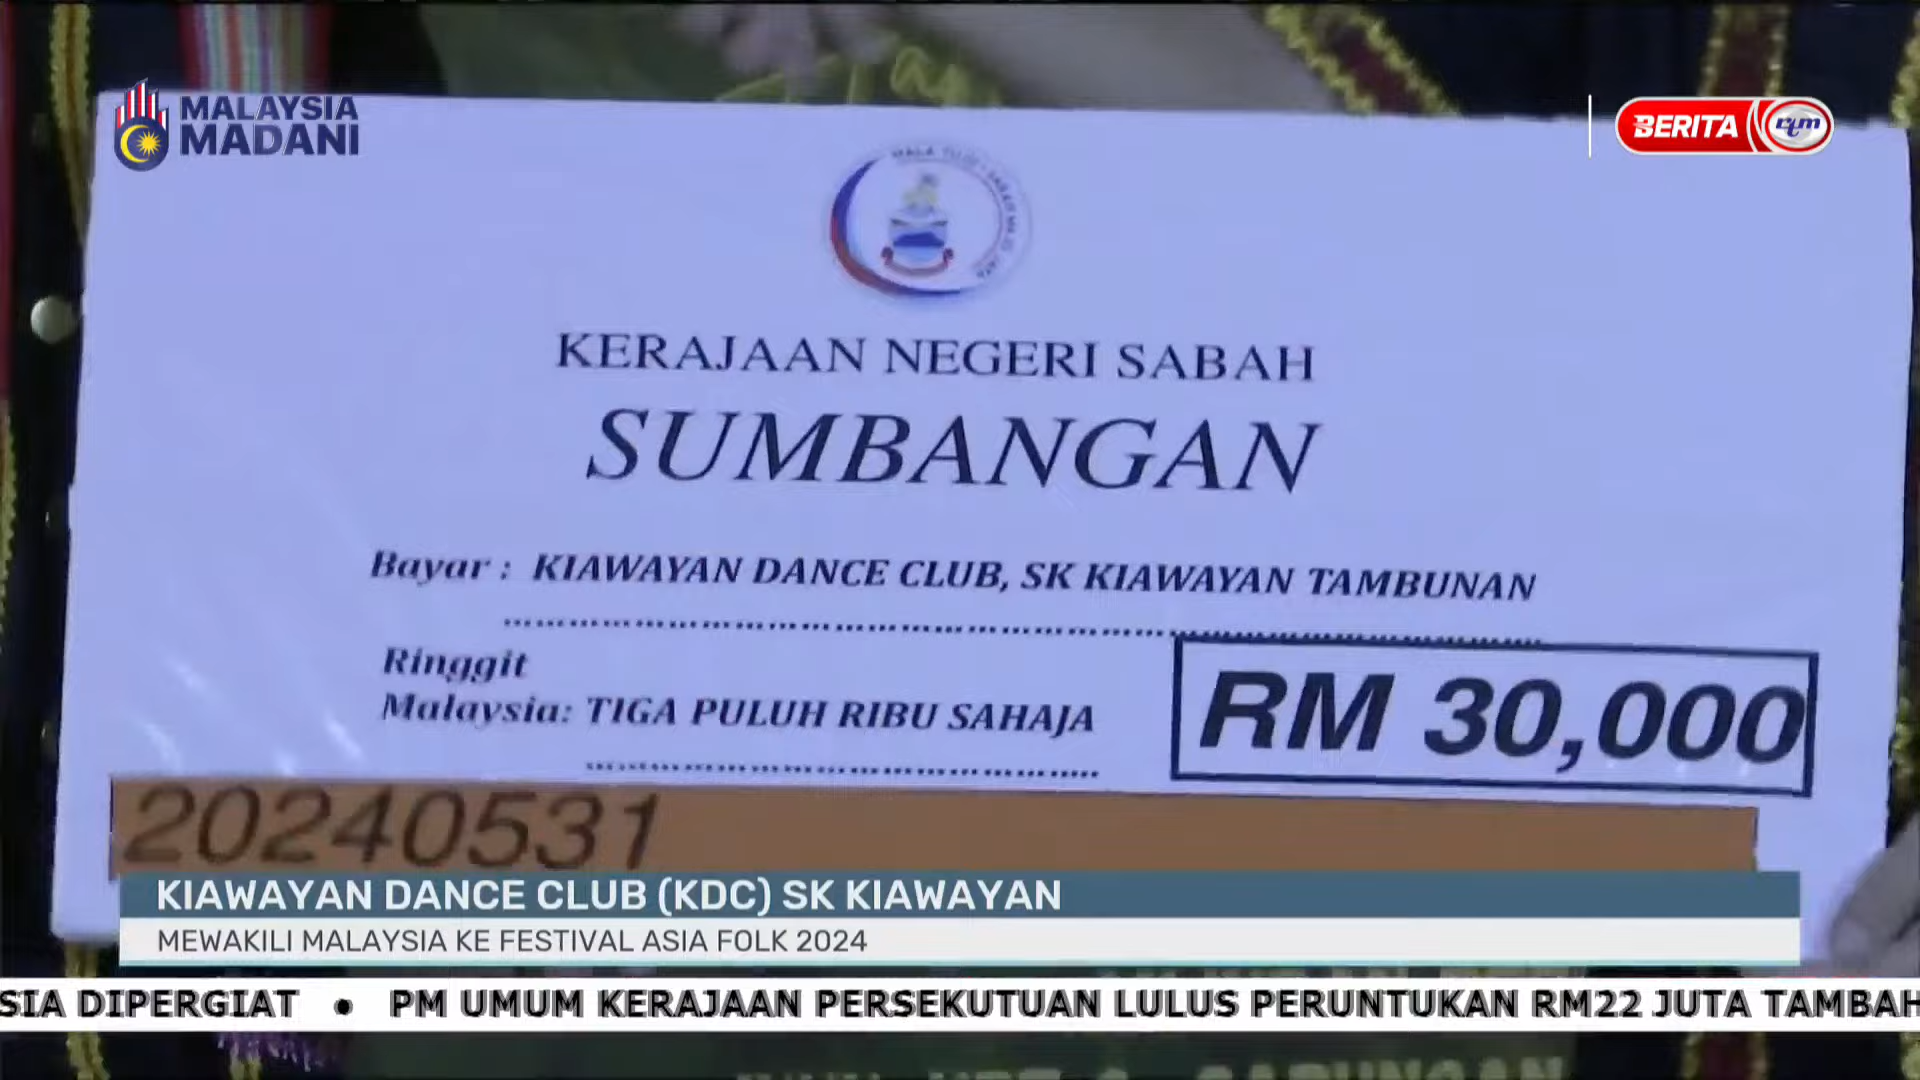 MALAYSIA
MADANI
BERITA rtm
KERAJAAN NEGERI SABAH
SUMBANGAN
Bayar : KIAWAYAN DANCE CLUB, SK KIAWAYAN TAMBUNAN
Ringgit
Malaysia: TIGA PULUH RIBU SAHAJA
RM 30,000
20240531
KIAWAYAN DANCE CLUB (KDC) SK KIAWAYAN
MEWAKILI MALAYSIA KE FESTIVAL ASIA FOLK 2024
SIA DIPERGIAT • PM UMUM KERAJAAN PERSEKUTUAN LULUS PERUNTUKAN RM22 JUTA TAMBAH